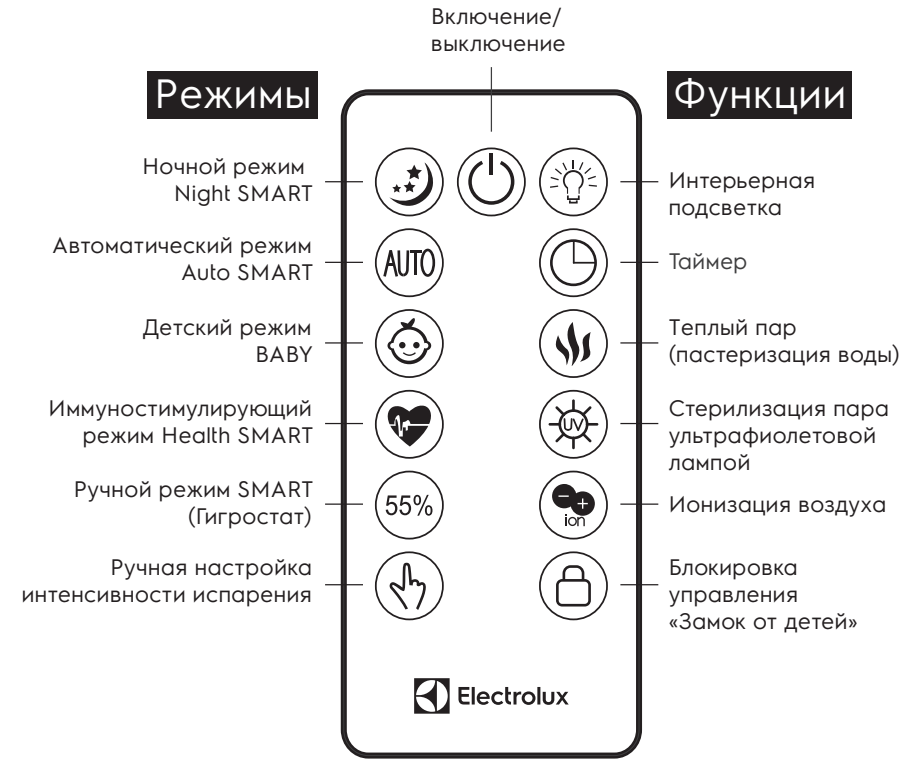 Включение/
выключение
Режимы
Функции
Ночной режим
Night SMART
Интерьерная
подсветка
Автоматический режим
Auto SMART
AUTO
Таймер
Детский режим
BABY
Теплый пар
(пастеризация воды)
Иммуностимулирующий
режим Health SMART
UV
Стерилизация пара
ультрафиолетовой
лампой
Ручной режим SMART
(Гигростат)
55%
ion
Ионизация воздуха
Ручная настройка
интенсивности испарения
Блокировка
управления
«Замок от детей»
Electrolux